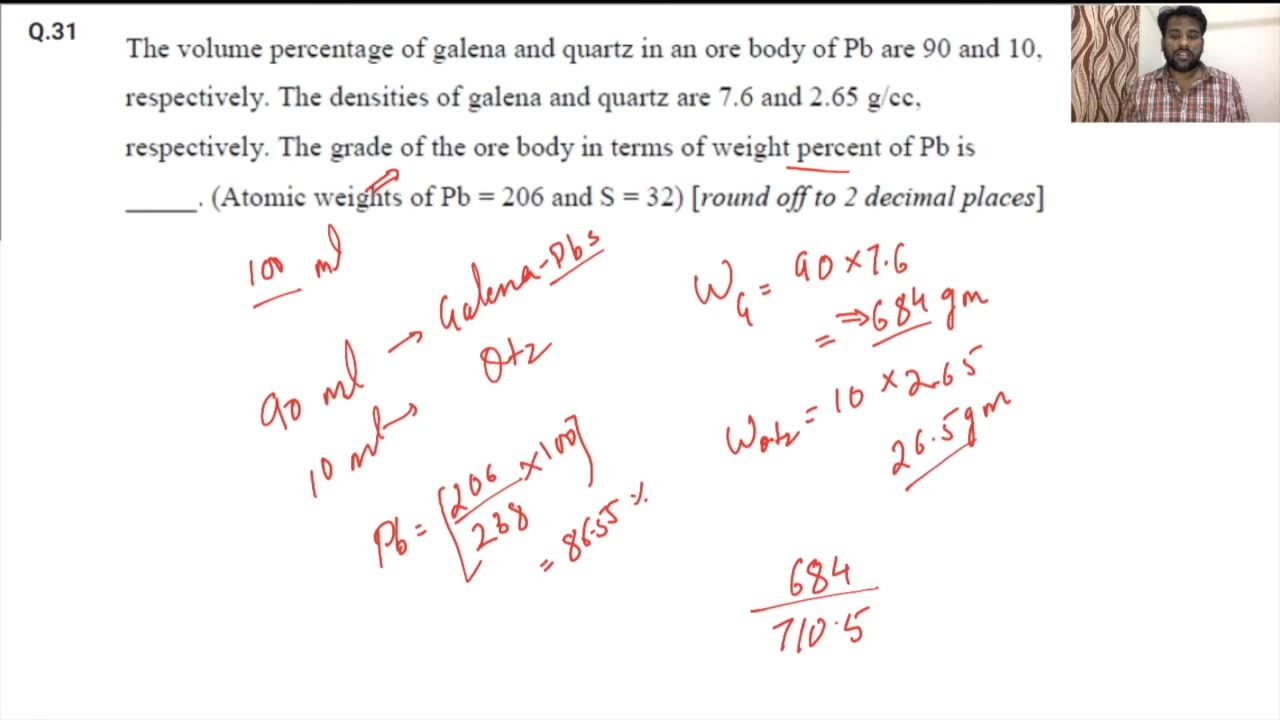 Q.31
The volume percentage of galena and quartz in an ore body of Pb are 90 and 10,
respectively. The densities of galena and quartz are 7.6 and 2.65 g/cc,
respectively. The grade of the ore body in terms of weight percent of Pb is
_____. (Atomic weights of Pb = 206 and S = 32) [round off to 2 decimal places]
100 ml
90 ml → Galena-Pbs
10 ml → Qtz
Pb = [206/238 × 100]
= 86.55 %
W_G = 90 × 7.6
= ⇒ 684 gm
W_Qtz = 10 × 2.65
26.5 gm
684
710.5